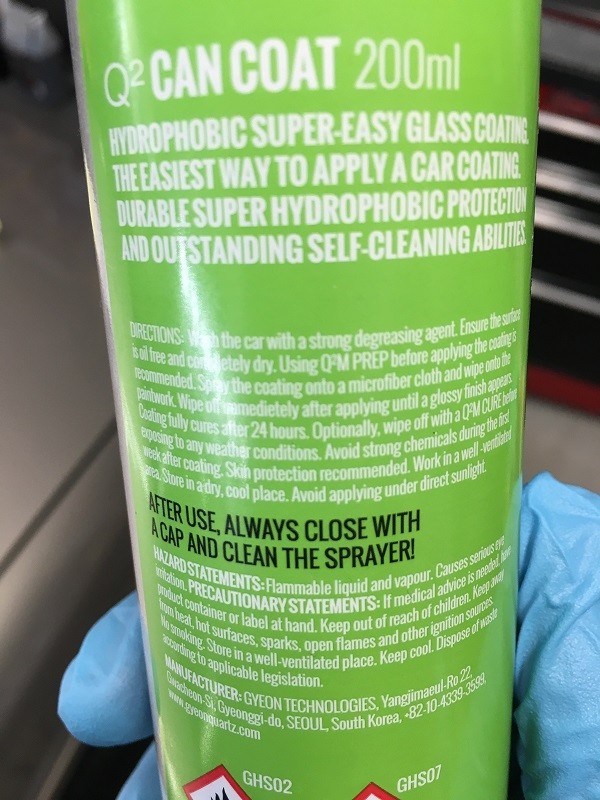 Q² CAN COAT 200ml
HYDROPHOBIC SUPER-EASY GLASS COATING.
THE EASIEST WAY TO APPLY A CAR COATING.
DURABLE SUPER HYDROPHOBIC PROTECTION
AND OUTSTANDING SELF-CLEANING ABILITIES.
DIRECTIONS: Wash the car with a strong degreasing agent. Ensure the surface
is oil free and completely dry. Using Q²M PREP before applying the coating is
recommended. Spray the coating onto a microfiber cloth and wipe onto the
paintwork. Wipe off immedietely after applying until a glossy finish appears.
Coating fully cures after 24 hours. Optionally, wipe off with a Q²M CURE before
exposing to any weather conditions. Avoid strong chemicals during the first
week after coating. Skin protection recommended. Work in a well-ventilated
area. Store in a dry, cool place. Avoid applying under direct sunlight.
AFTER USE, ALWAYS CLOSE WITH
A CAP AND CLEAN THE SPRAYER!
HAZARD STATEMENTS: Flammable liquid and vapour. Causes serious eye
irritation. PRECAUTIONARY STATEMENTS: If medical advice is needed, have
product container or label at hand. Keep out of reach of children. Keep away
from heat, hot surfaces, sparks, open flames and other ignition sources.
No smoking. Store in a well-ventilated place. Keep cool. Dispose of waste
according to applicable legislation.
MANUFACTURER: GYEON TECHNOLOGIES, Yangjimaeul-Ro 22,
Gwacheon-Si, Gyeonggi-do, SEOUL, South Korea, +82-10-4339-3599,
www.gyeonquartz.com
GHS02
GHS07